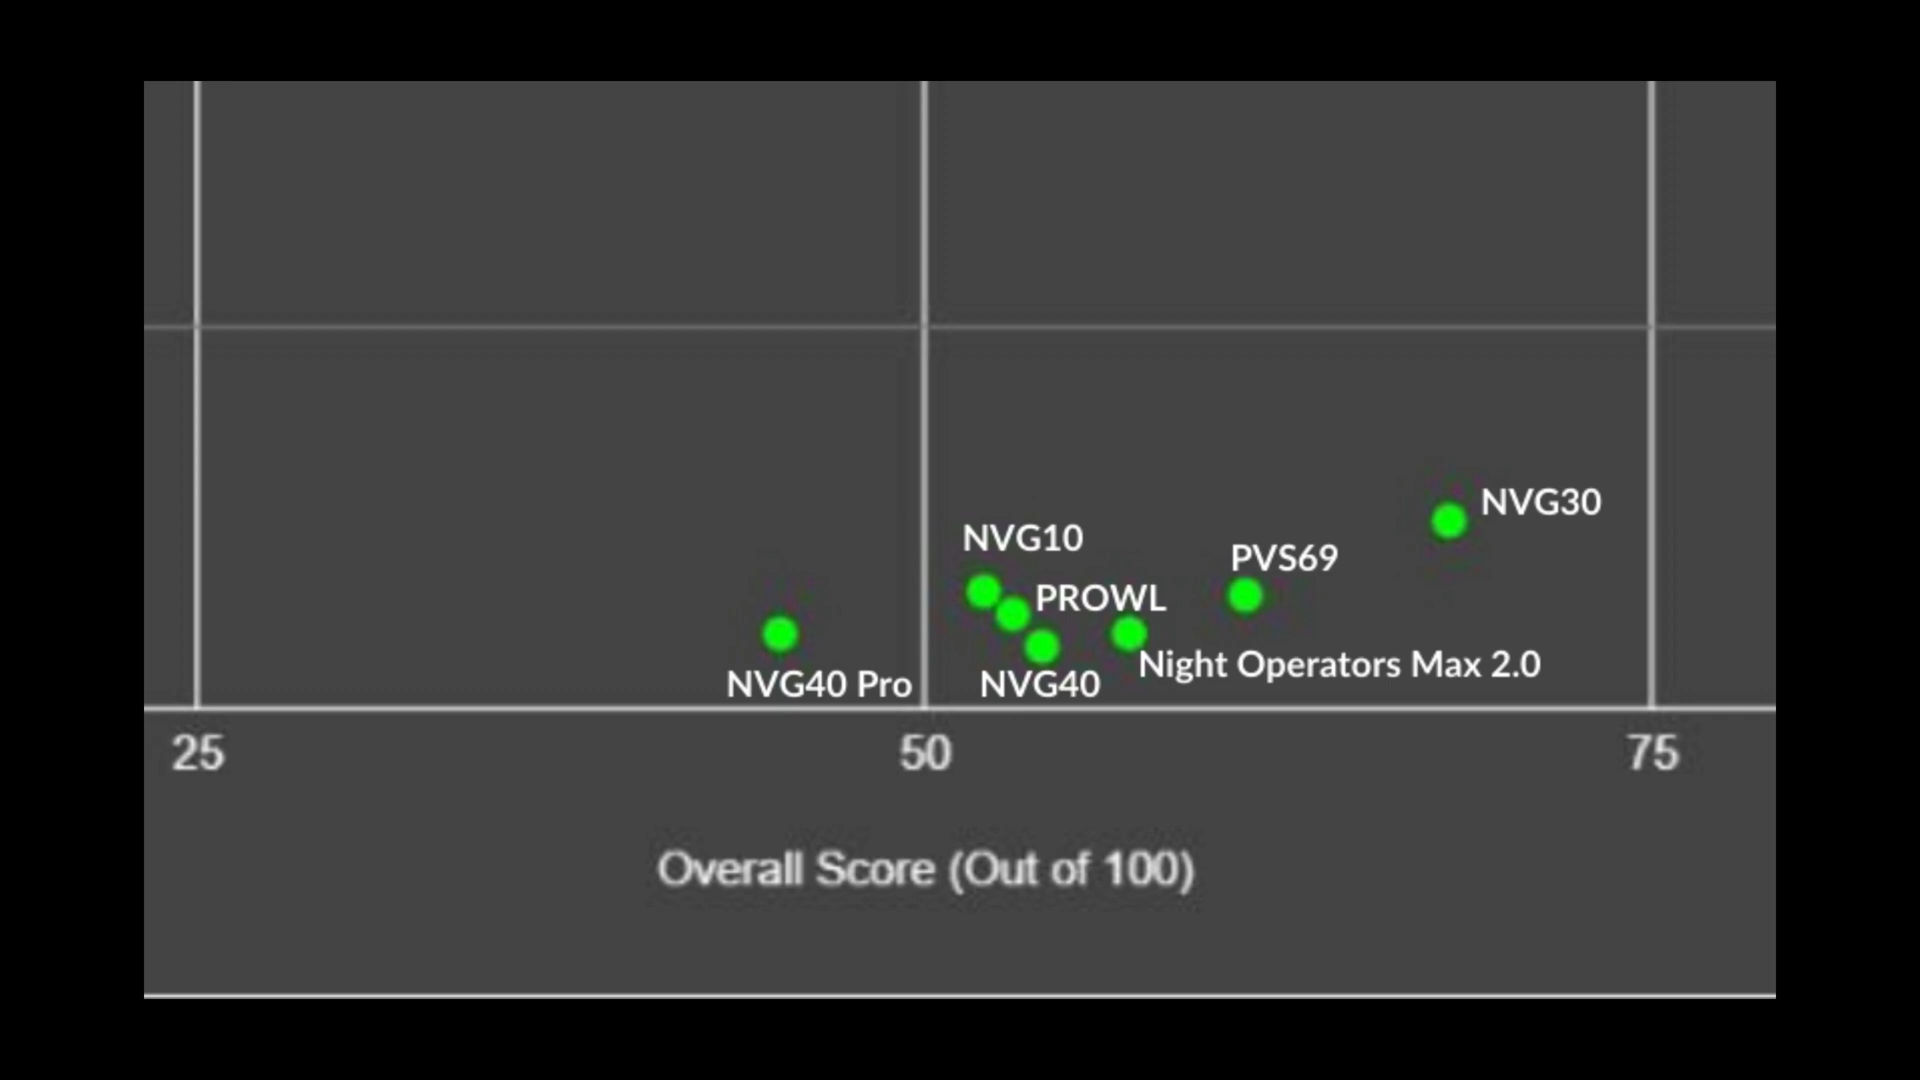 NVG30
NVG10
PVS69
PROWL
Night Operators Max 2.0
NVG40 Pro
NVG40
25
50
75
Overall Score (Out of 100)